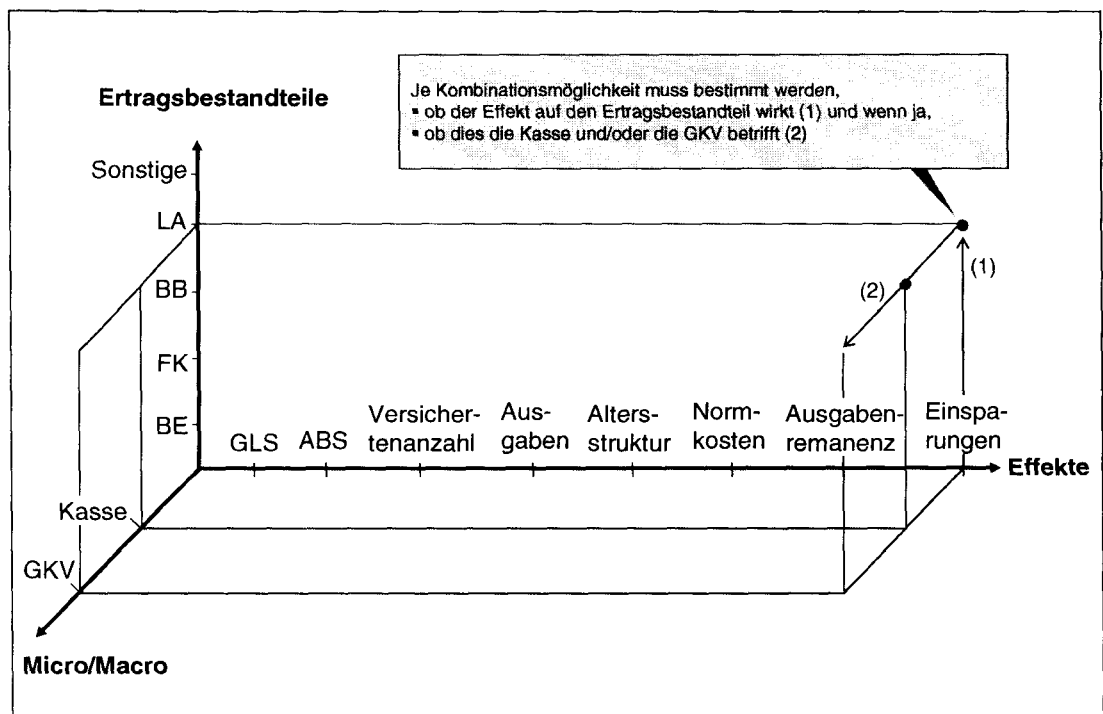 Je Kombinationsmöglichkeit muss bestimmt werden,
▪ ob der Effekt auf den Ertragsbestandteil wirkt (1) und wenn ja,
▪ ob dies die Kasse und/oder die GKV betrifft (2)
Ertragsbestandteile
Sonstige
LA
BB
FK
BE
(1)
(2)
GLS
ABS
Versicher-
tenanzahl
Aus-
gaben
Alters-
struktur
Norm-
kosten
Ausgaben-
remanenz
Einspa-
rungen
Effekte
Kasse
GKV
Micro/Macro